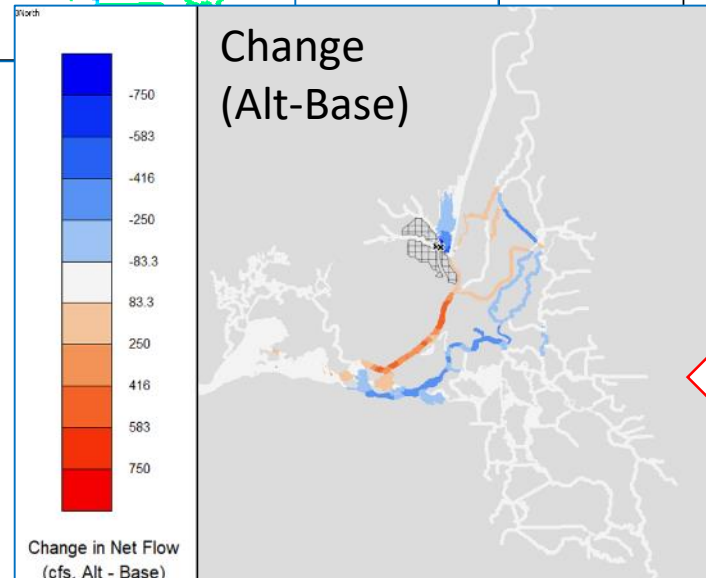 Change
(Alt-Base)
-750
-583
-416
-250
-83.3
83.3
250
416
583
750
Change in Net Flow
(cfs, Alt - Base)